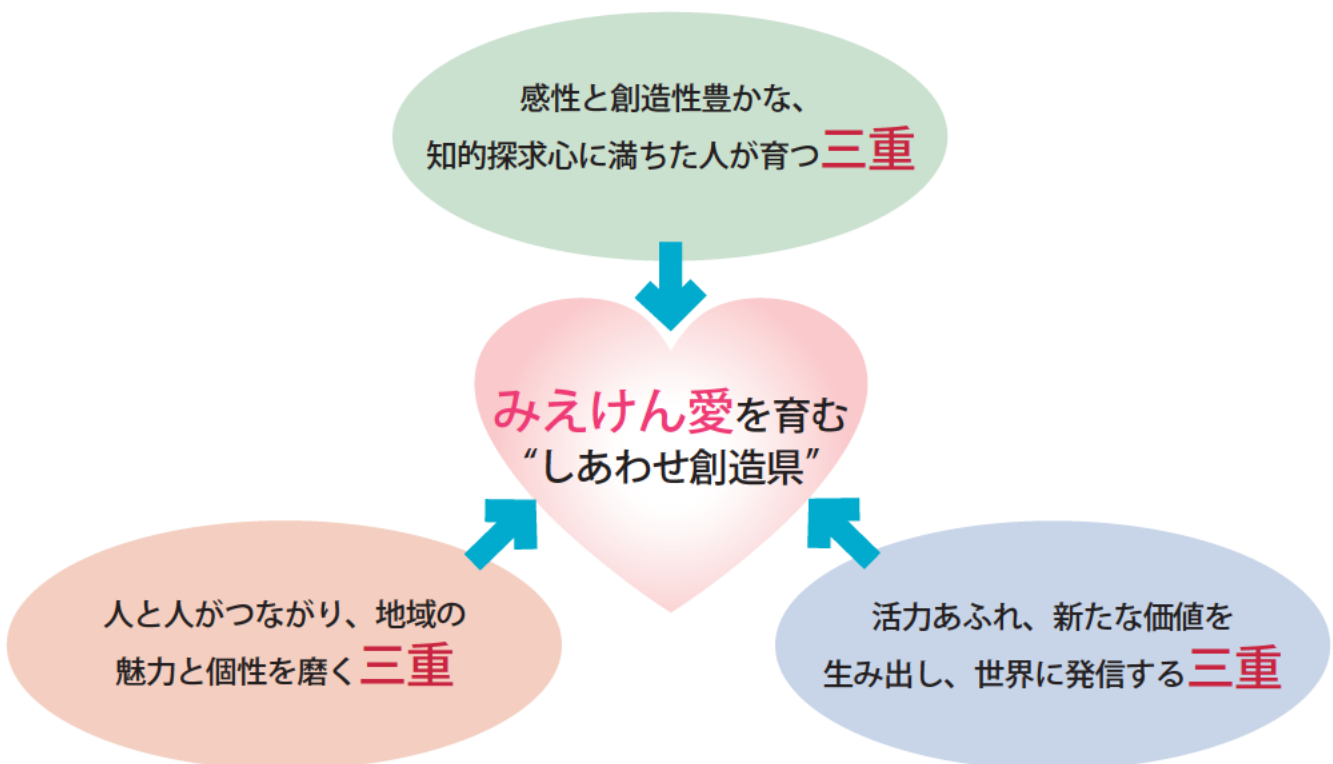 感性と創造性豊かな、
知的探求心に満ちた人が育つ三重
みえけん愛を育む
“しあわせ創造県”
人と人がつながり、地域の
魅力と個性を磨く三重
活力あふれ、新たな価値を
生み出し、世界に発信する三重